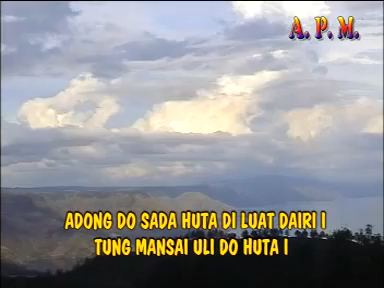 A. P. M.
ADONG DO SADA HUTA DI LUAT DAIRI I
TUNG MANSAI ULI DO HUTA I